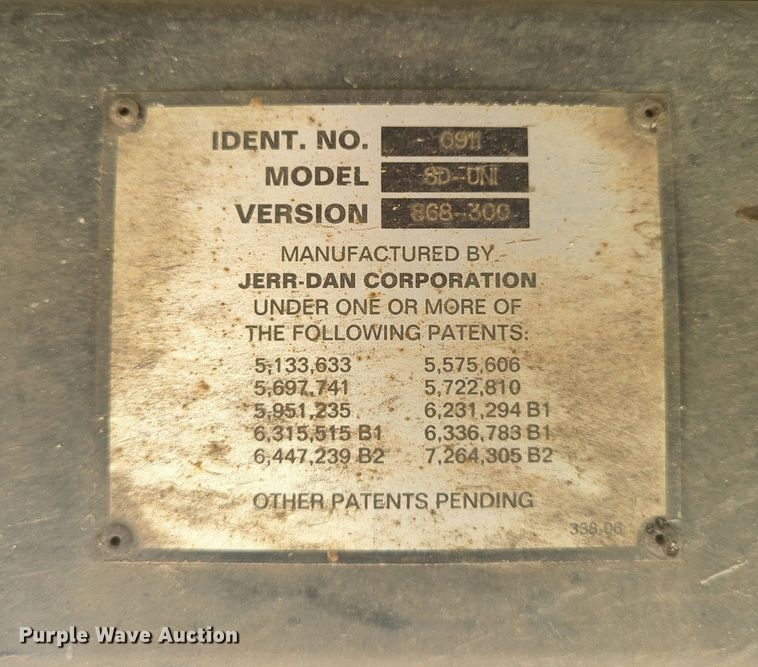 IDENT. NO. 6911
MODEL SD-UNI
VERSION 868-300
MANUFACTURED BY
JERR-DAN CORPORATION
UNDER ONE OR MORE OF
THE FOLLOWING PATENTS:
5,133,633 5,575,606
5,697,741 5,722,810
5,951,235 6,231,294 B1
6,315,515 B1 6,336,783 B1
6,447,239 B2 7,264,305 B2
OTHER PATENTS PENDING
338-06
Purple Wave Auction